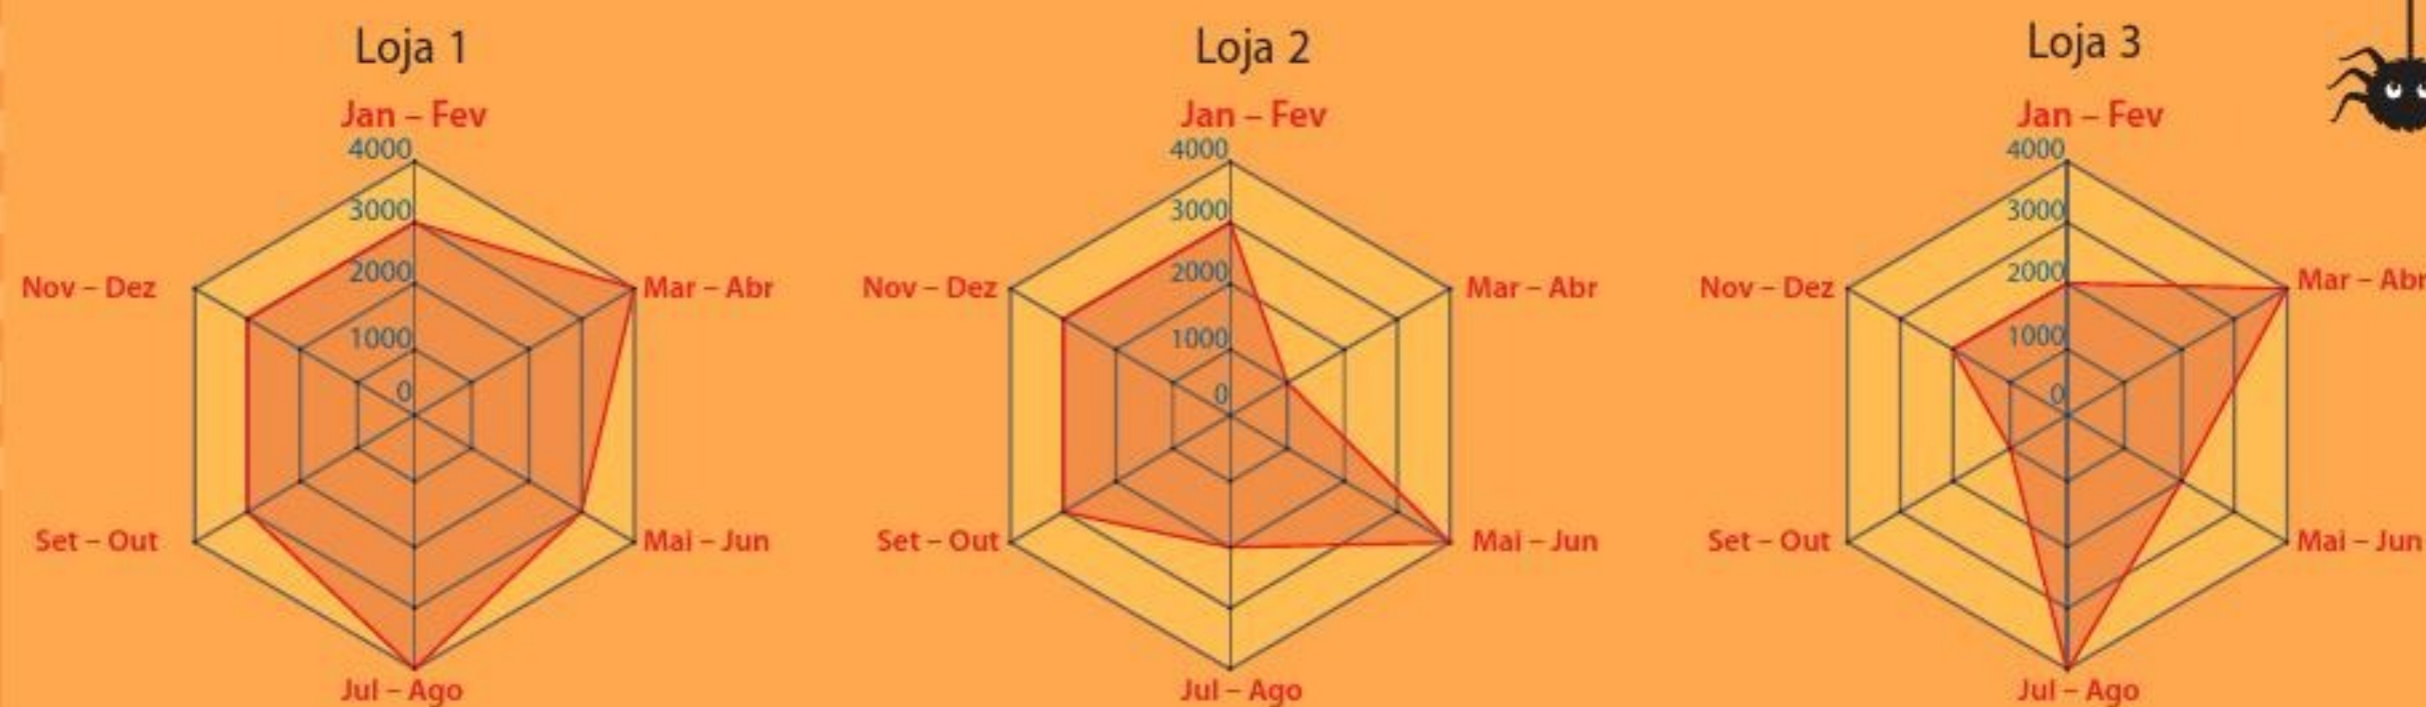 Loja 1
Jan – Fev
4000
3000
2000
1000
0
Mar – Abr
Mai – Jun
Jul – Ago
Set – Out
Nov – Dez
Loja 2
Jan – Fev
4000
3000
2000
1000
0
Mar – Abr
Mai – Jun
Jul – Ago
Set – Out
Nov – Dez
Loja 3
Jan – Fev
4000
3000
2000
1000
0
Mar – Abr
Mai – Jun
Jul – Ago
Set – Out
Nov – Dez